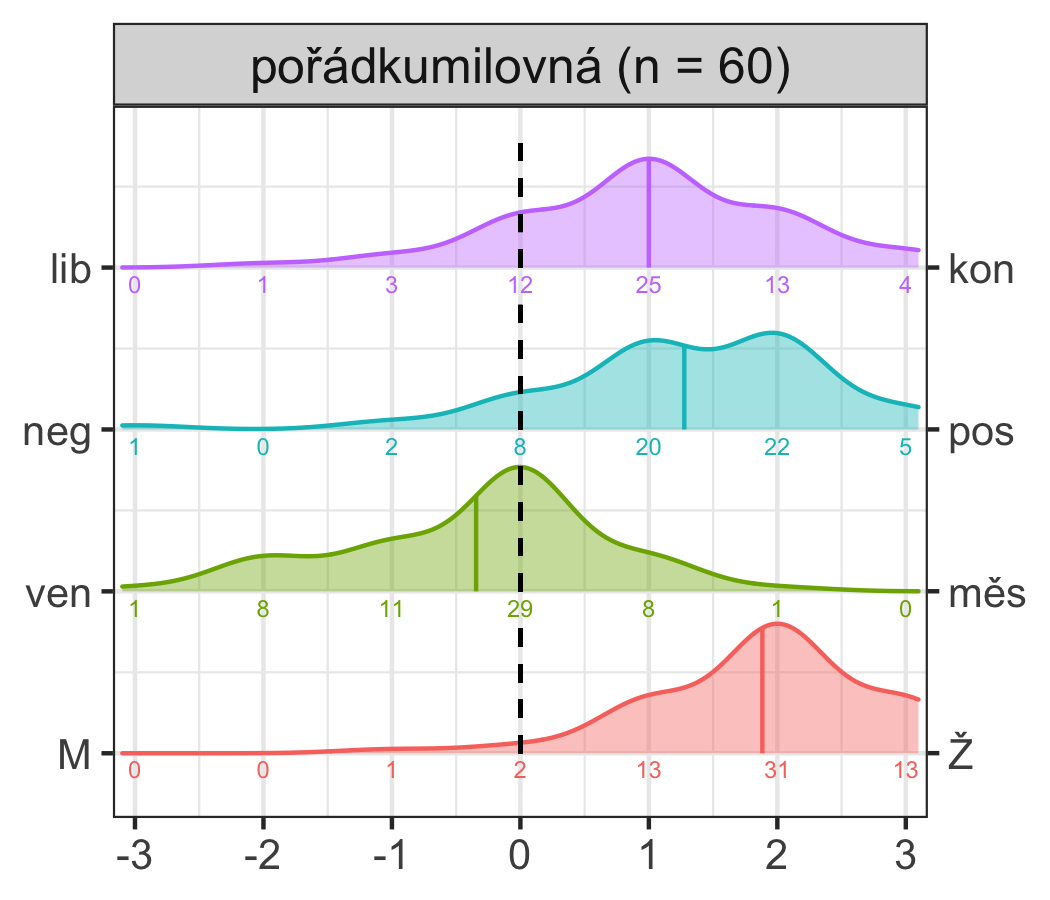 pořádkumilovná (n = 60)
lib kon
0 1 3 12 25 13 4
neg pos
1 0 2 8 20 22 5
ven měs
1 8 11 29 8 1 0
M Ž
0 0 1 2 13 31 13
-3 -2 -1 0 1 2 3